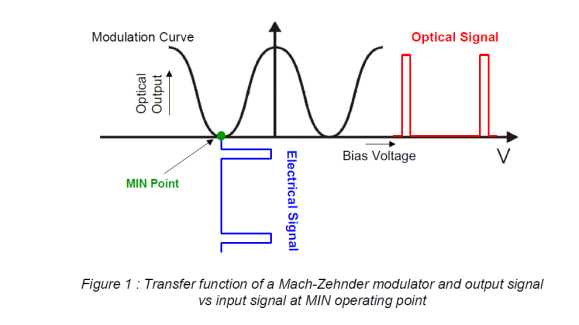 Modulation Curve
Optical Signal
Optical
Output
Electrical Signal
Bias Voltage
V
MIN Point
Figure 1 : Transfer function of a Mach-Zehnder modulator and output signal
vs input signal at MIN operating point